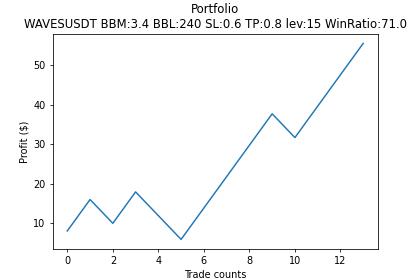 Portfolio
WAVESUSDT BBM:3.4 BBL:240 SL:0.6 TP:0.8 lev:15 WinRatio:71.0
Profit ($)
50
40
30
20
10
0 2 4 6 8 10 12
Trade counts